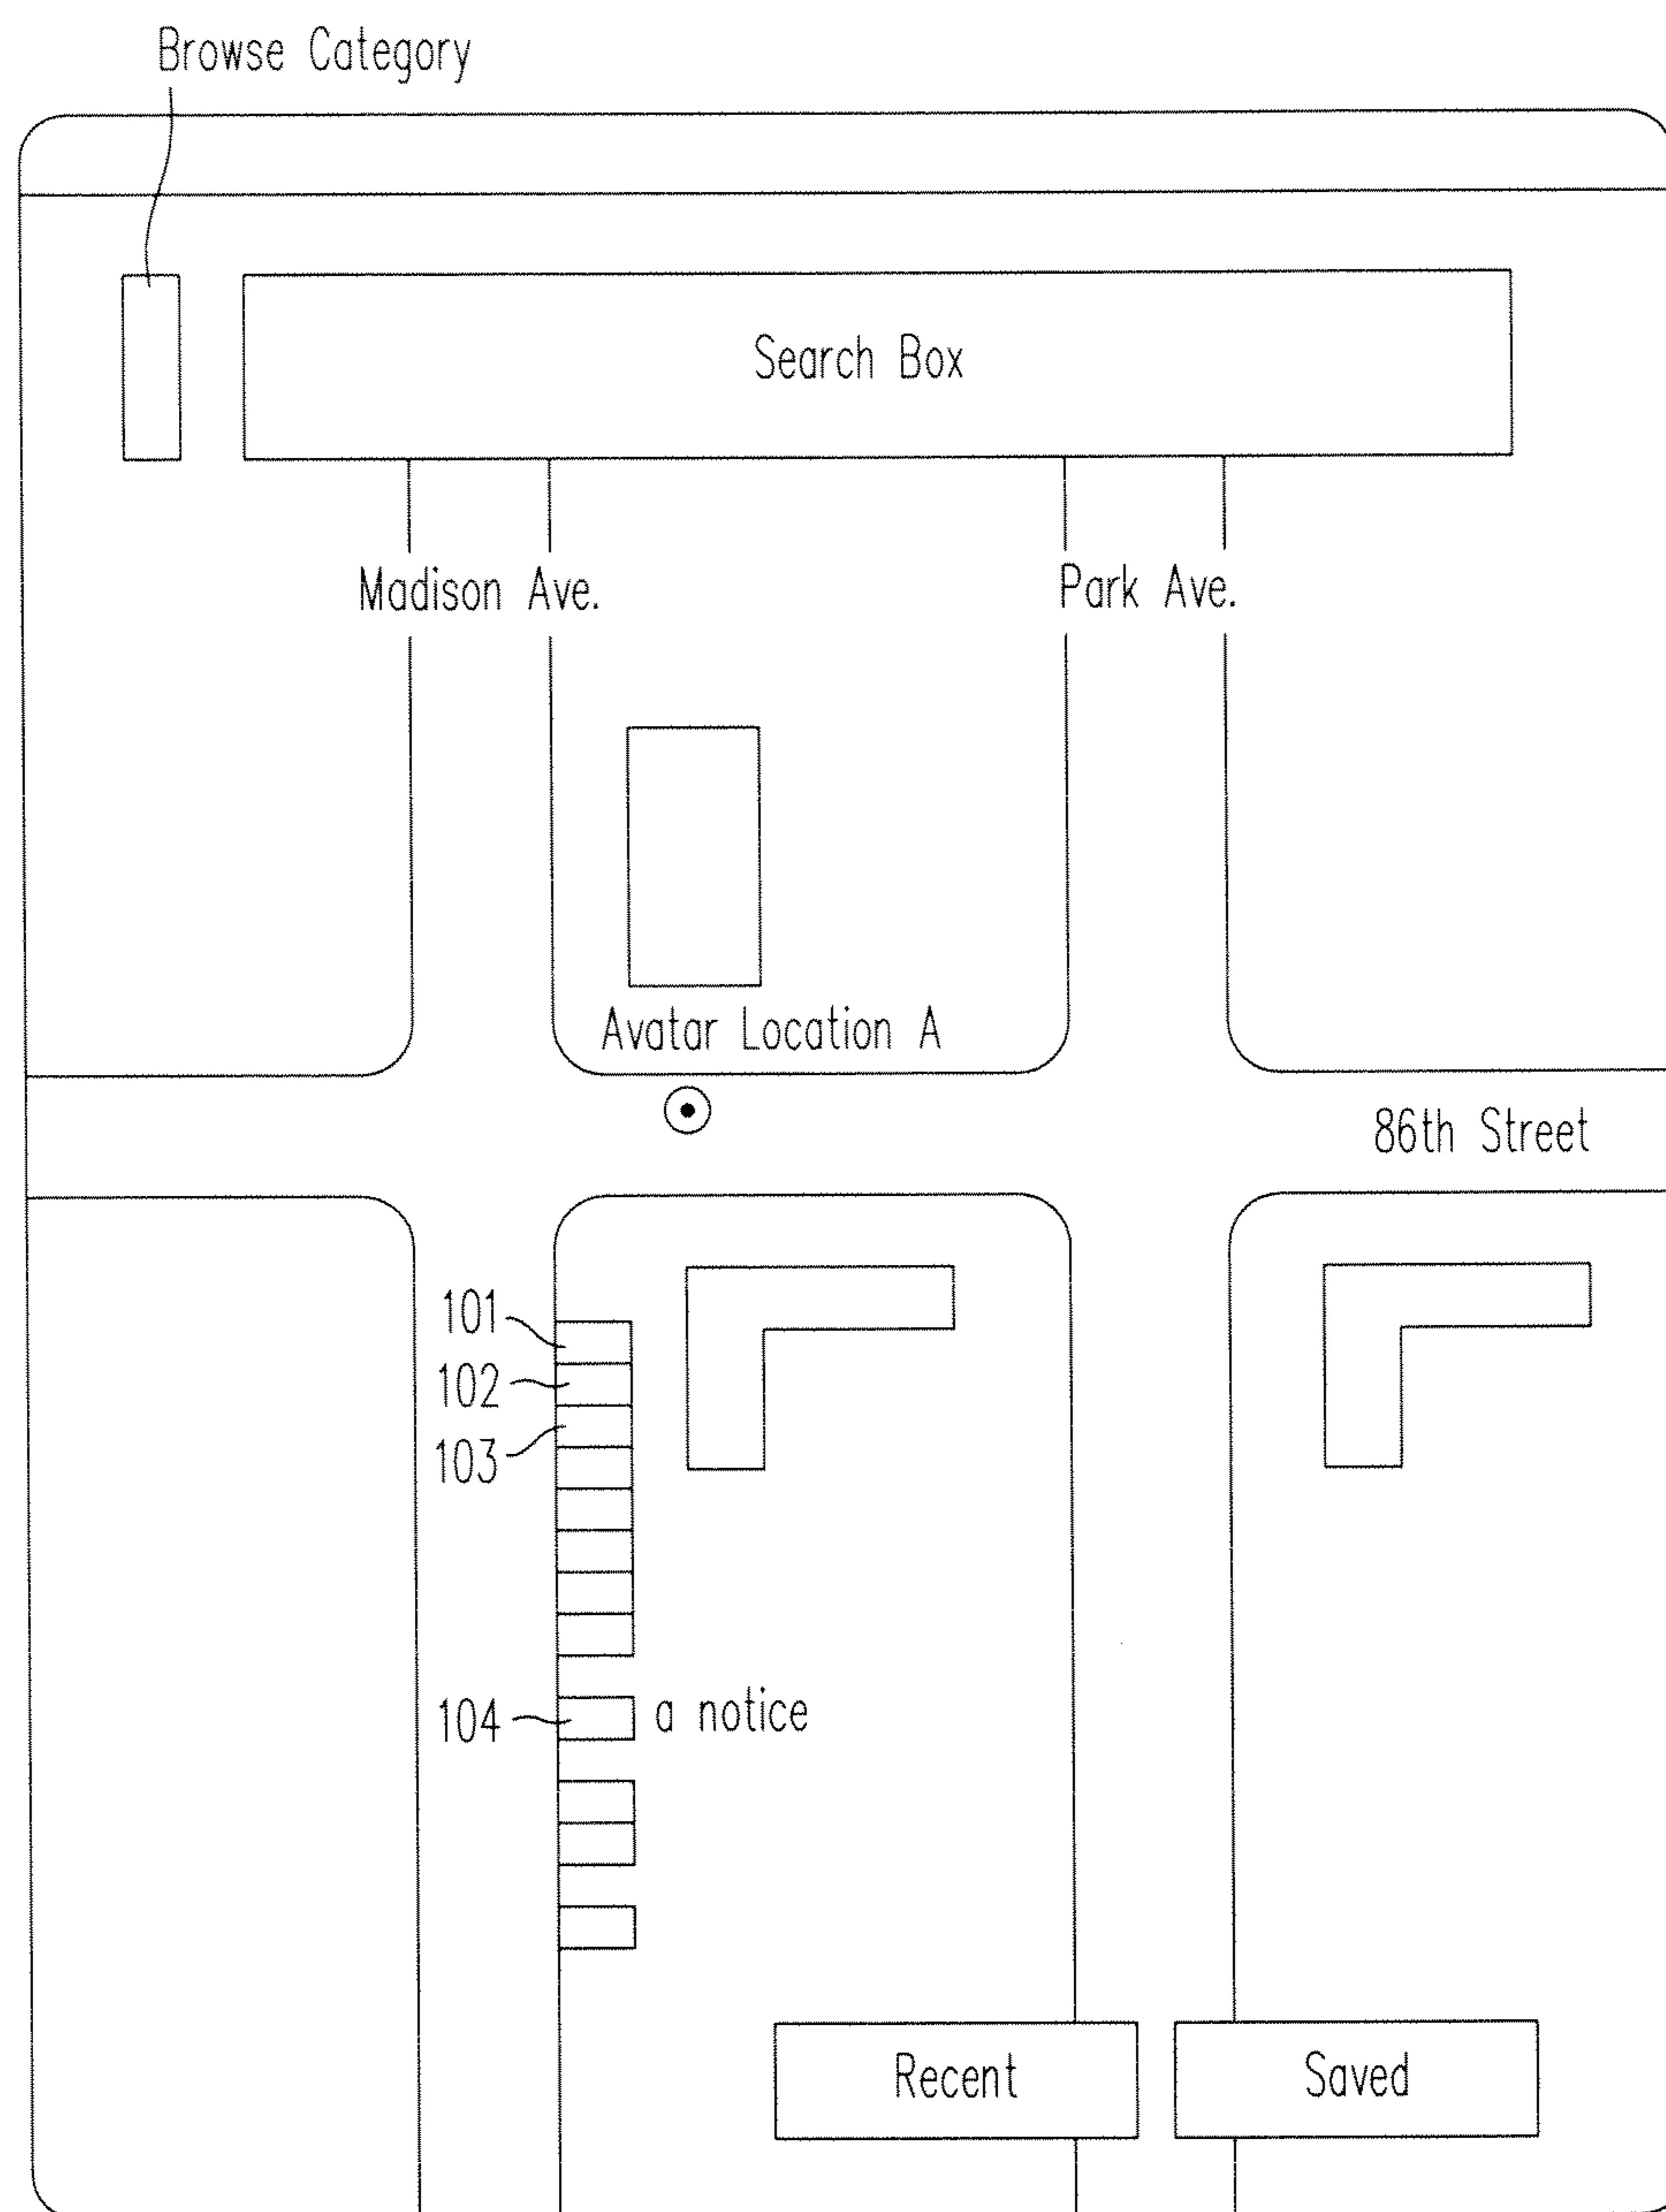 Browse Category
Search Box
Madison Ave.
Park Ave.
Avatar Location A
86th Street
101
102
103
104
a notice
Recent
Saved